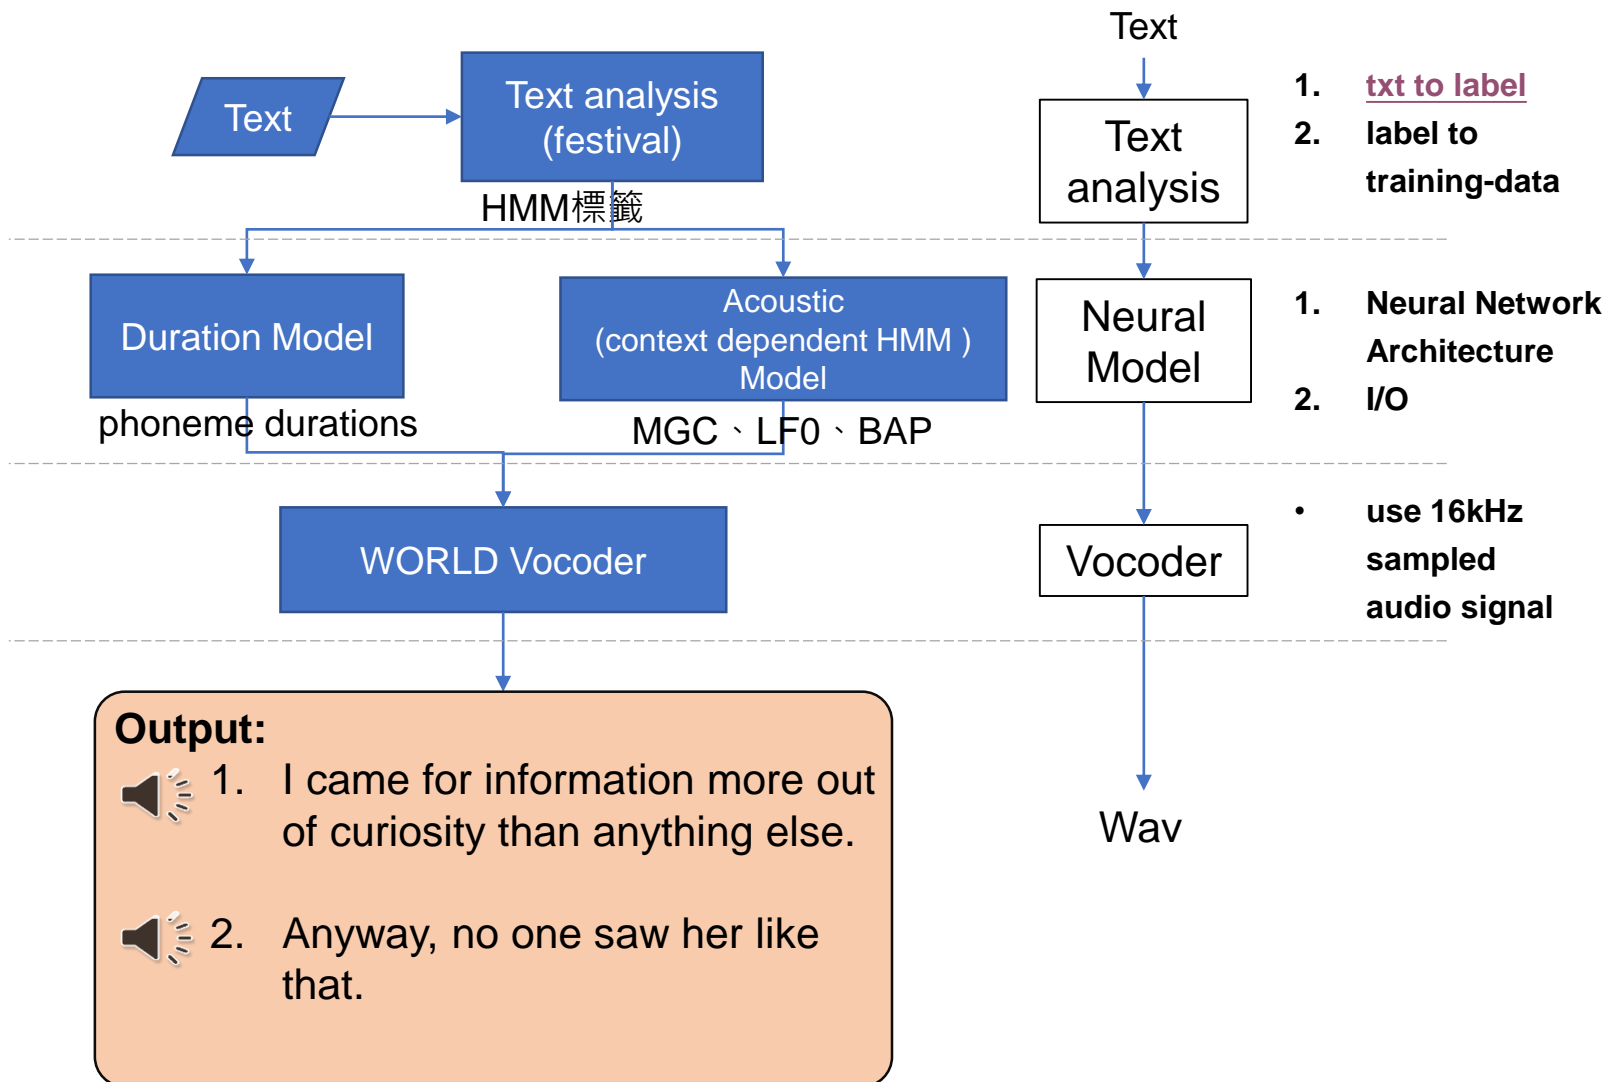 Text
Text analysis
(festival)
HMM標籤
Duration Model
Acoustic
(context dependent HMM )
Model
phoneme durations
MGC、LF0、BAP
WORLD Vocoder
Output:
1. I came for information more out
of curiosity than anything else.
2. Anyway, no one saw her like
that.
Text
Text
analysis
Neural
Model
Vocoder
Wav
1. txt to label
2. label to
training-data
1. Neural Network
Architecture
2. I/O
• use 16kHz
sampled
audio signal